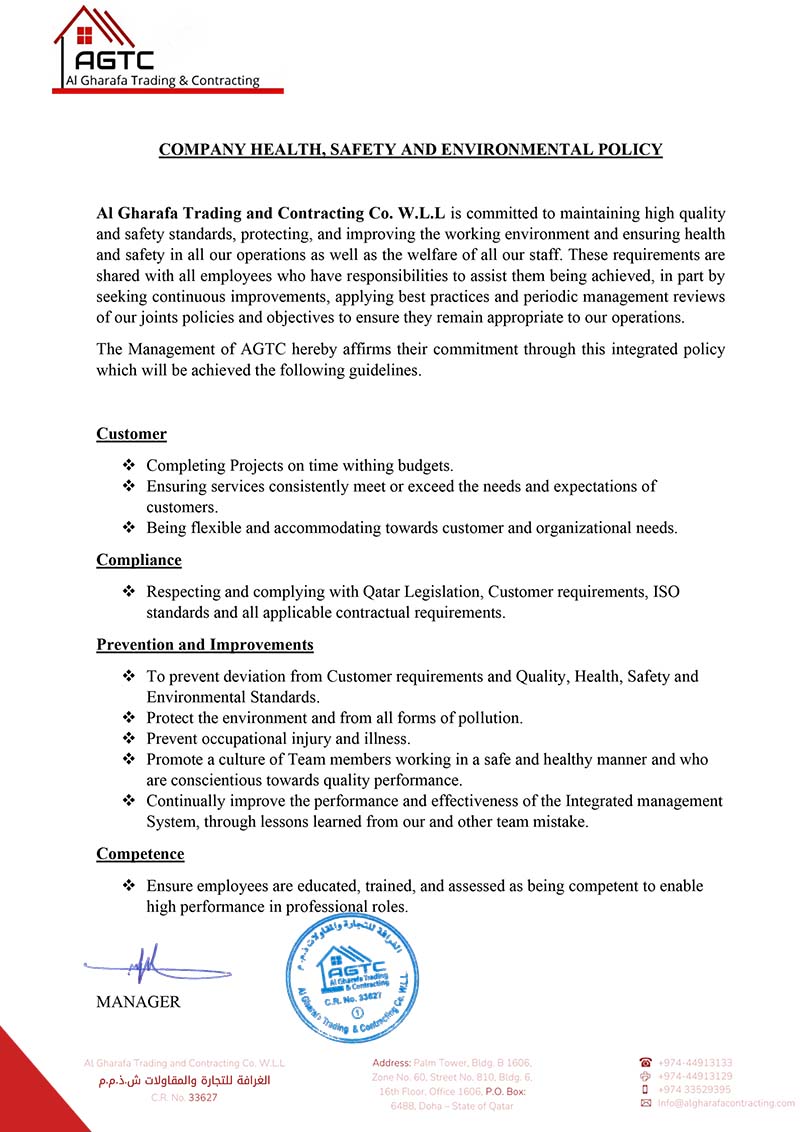 AGTC
Al Gharafa Trading & Contracting
COMPANY HEALTH, SAFETY AND ENVIRONMENTAL POLICY
Al Gharafa Trading and Contracting Co. W.L.L is committed to maintaining high quality
and safety standards, protecting, and improving the working environment and ensuring health
and safety in all our operations as well as the welfare of all our staff. These requirements are
shared with all employees who have responsibilities to assist them being achieved, in part by
seeking continuous improvements, applying best practices and periodic management reviews
of our joints policies and objectives to ensure they remain appropriate to our operations.
The Management of AGTC hereby affirms their commitment through this integrated policy
which will be achieved the following guidelines.
Customer
❖ Completing Projects on time withing budgets.
❖ Ensuring services consistently meet or exceed the needs and expectations of
customers.
❖ Being flexible and accommodating towards customer and organizational needs.
Compliance
❖ Respecting and complying with Qatar Legislation, Customer requirements, ISO
standards and all applicable contractual requirements.
Prevention and Improvements
❖ To prevent deviation from Customer requirements and Quality, Health, Safety and
Environmental Standards.
❖ Protect the environment and from all forms of pollution.
❖ Prevent occupational injury and illness.
❖ Promote a culture of Team members working in a safe and healthy manner and who
are conscientious towards quality performance.
❖ Continually improve the performance and effectiveness of the Integrated management
System, through lessons learned from our and other team mistake.
Competence
❖ Ensure employees are educated, trained, and assessed as being competent to enable
high performance in professional roles.
الغرافة للتجارة والمقاولات ذ.م.م
AGTC
Al Gharafa Trading
& Contracting
C.R. No. 33627
1
Al Gharafa Trading & Contracting Co. W.L.L
MANAGER
Al Gharafa Trading and Contracting Co. W.L.L
الغرافة للتجارة والمقاولات ش.ذ.م.م
C.R. No. 33627
Address: Palm Tower, Bldg. B 1606,
Zone No. 60, Street No. 810, Bldg. 6,
16th Floor, Office 1606, P.O. Box:
6488, Doha – State of Qatar
+974-44913133
+974-44913129
+974 33529395
Info@algharafacontracting.com